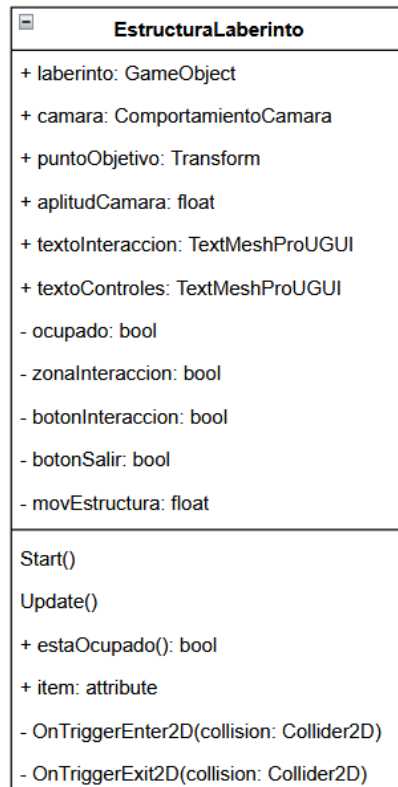 EstructuraLaberinto
+ laberinto: GameObject
+ camara: ComportamientoCamara
+ puntoObjetivo: Transform
+ aplitudCamara: float
+ textoInteraccion: TextMeshProUGUI
+ textoControles: TextMeshProUGUI
- ocupado: bool
- zonaInteraccion: bool
- botonInteraccion: bool
- botonSalir: bool
- movEstructura: float
Start()
Update()
+ estaOcupado(): bool
+ item: attribute
- OnTriggerEnter2D(collision: Collider2D)
- OnTriggerExit2D(collision: Collider2D)